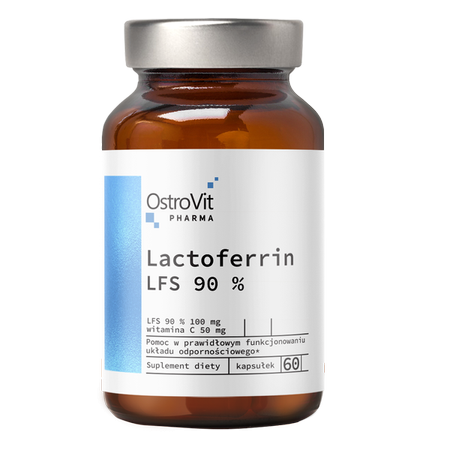 OstroVit
PHARMA
Lactoferrin
LFS 90 %
LFS 90 % 100 mg
witamina C 50 mg
Pomoc w prawidłowym funkcjonowaniu
układu odpornościowego*
Suplement diety kapsułek 60